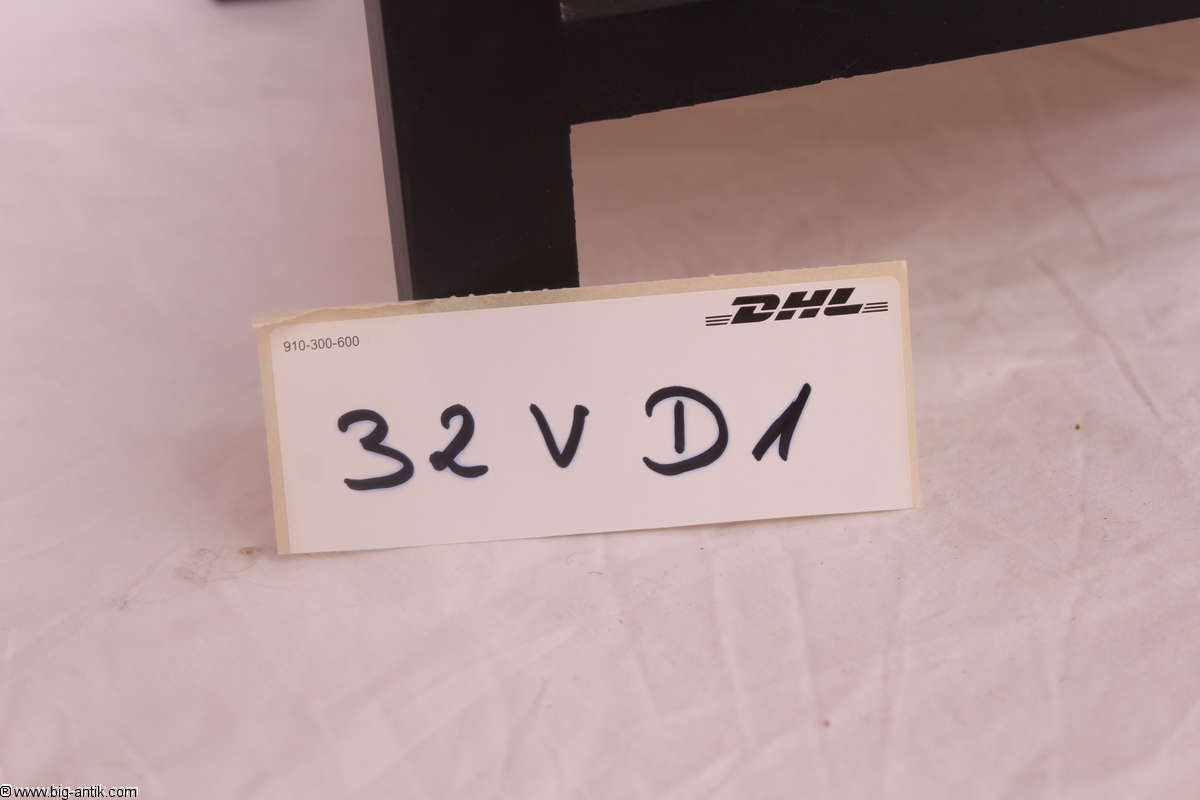 DHL
910-300-600
32 V D1
®www.big-antik.com